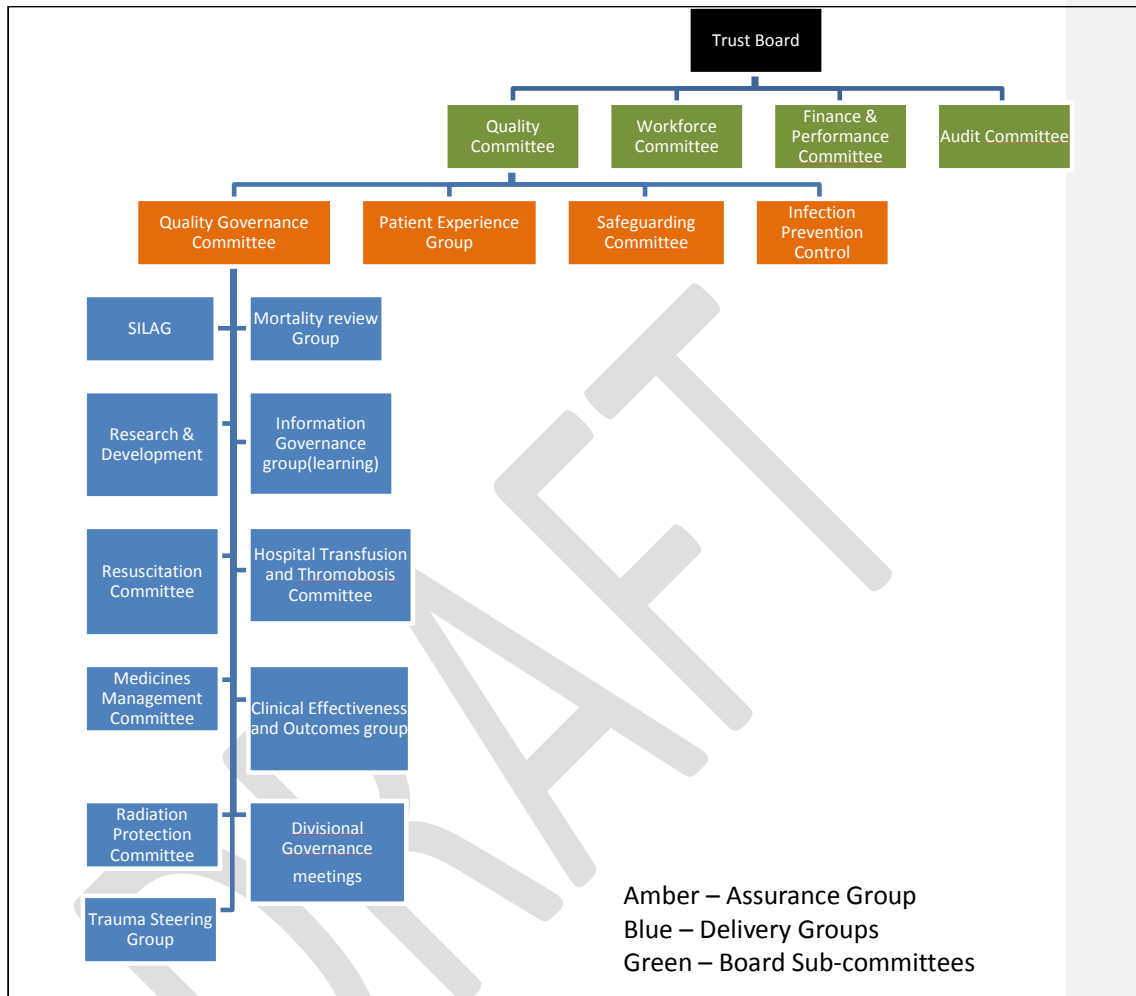 Trust Board
Quality
Committee
Workforce
Committee
Finance &
Performance
Committee
Audit Committee
Quality Governance
Committee
Patient Experience
Group
Safeguarding
Committee
Infection
Prevention
Control
SILAG
Mortality review
Group
Research &
Development
Information
Governance
group(learning)
Resuscitation
Committee
Hospital Transfusion
and Thromobosis
Committee
Medicines
Management
Committee
Clinical Effectiveness
and Outcomes group
Radiation
Protection
Committee
Divisional
Governance
meetings
Trauma Steering
Group
Amber – Assurance Group
Blue – Delivery Groups
Green – Board Sub-committees
DRAFT